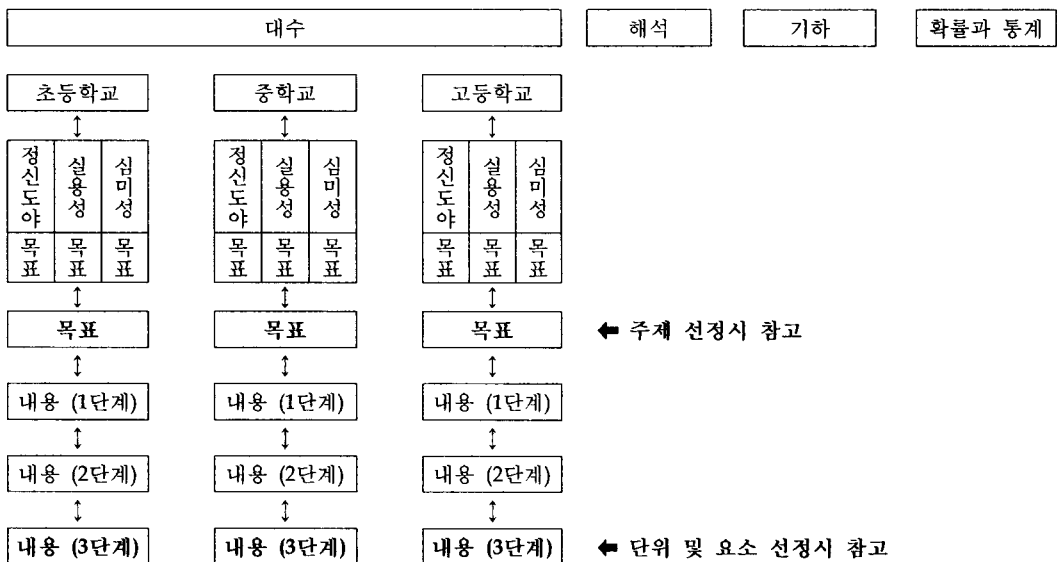 대수 해석 기하 확률과 통계
초등학교 중학교 고등학교
↕ ↕ ↕
정신도야 실용성 심미성 정신도야 실용성 심미성 정신도야 실용성 심미성
목표 목표 목표 목표 목표 목표 목표 목표 목표
↕ ↕ ↕
목표 목표 목표 ← 주제 선정시 참고
↕ ↕ ↕
내용 (1단계) 내용 (1단계) 내용 (1단계)
↕ ↕ ↕
내용 (2단계) 내용 (2단계) 내용 (2단계)
↕ ↕ ↕
내용 (3단계) 내용 (3단계) 내용 (3단계) ← 단위 및 요소 선정시 참고